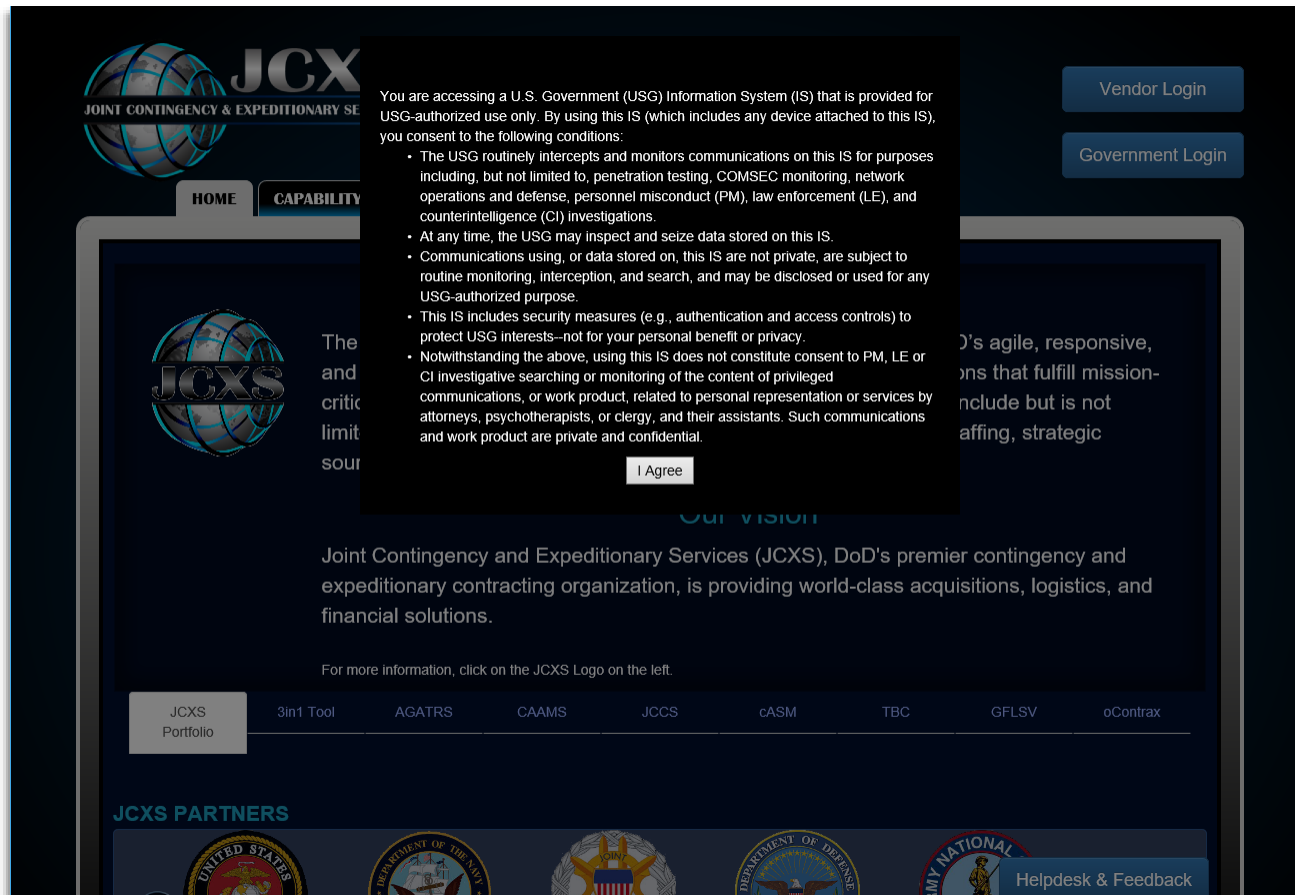 JCX
JOINT CONTINGENCY & EXPEDITIONARY SE
Vendor Login
Government Login
HOME
CAPABILITY
You are accessing a U.S. Government (USG) Information System (IS) that is provided for
USG-authorized use only. By using this IS (which includes any device attached to this IS),
you consent to the following conditions:
• The USG routinely intercepts and monitors communications on this IS for purposes
including, but not limited to, penetration testing, COMSEC monitoring, network
operations and defense, personnel misconduct (PM), law enforcement (LE), and
counterintelligence (CI) investigations.
• At any time, the USG may inspect and seize data stored on this IS.
• Communications using, or data stored on, this IS are not private, are subject to
routine monitoring, interception, and search, and may be disclosed or used for any
USG-authorized purpose.
• This IS includes security measures (e.g., authentication and access controls) to
protect USG interests--not for your personal benefit or privacy.
• Notwithstanding the above, using this IS does not constitute consent to PM, LE or
CI investigative searching or monitoring of the content of privileged
communications, or work product, related to personal representation or services by
attorneys, psychotherapists, or clergy, and their assistants. Such communications
and work product are private and confidential.
I Agree
JCXS
The D's agile, responsive,
and ons that fulfill mission-
critic nclude but is not
limit affing, strategic
sour
Our Vision
Joint Contingency and Expeditionary Services (JCXS), DoD's premier contingency and
expeditionary contracting organization, is providing world-class acquisitions, logistics, and
financial solutions.
For more information, click on the JCXS Logo on the left.
JCXS
Portfolio
3in1 Tool
AGATRS
CAAMS
JCCS
cASM
TBC
GFLSV
oContrax
JCXS PARTNERS
UNITED STATES
DEPARTMENT OF THE NAVY
JOINT
DEPARTMENT OF DEFENSE
ARMY NATIONAL
Helpdesk & Feedback